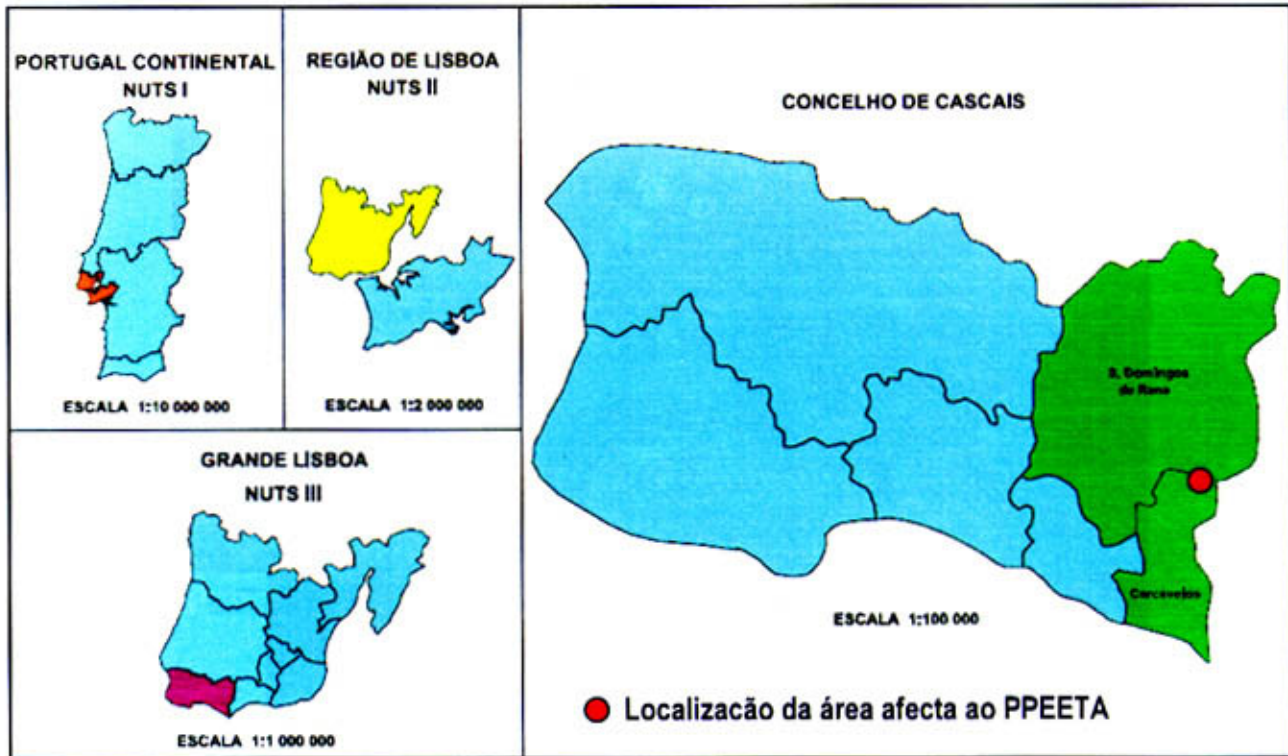 PORTUGAL CONTINENTAL
NUTS I
ESCALA 1:10 000 000
REGIÃO DE LISBOA
NUTS II
ESCALA 1:2 000 000
GRANDE LISBOA
NUTS III
ESCALA 1:1 000 000
CONCELHO DE CASCAIS
S. Domingos
de Rana
Carcavelos
ESCALA 1:100 000
Localizacão da área afecta ao PPEETA